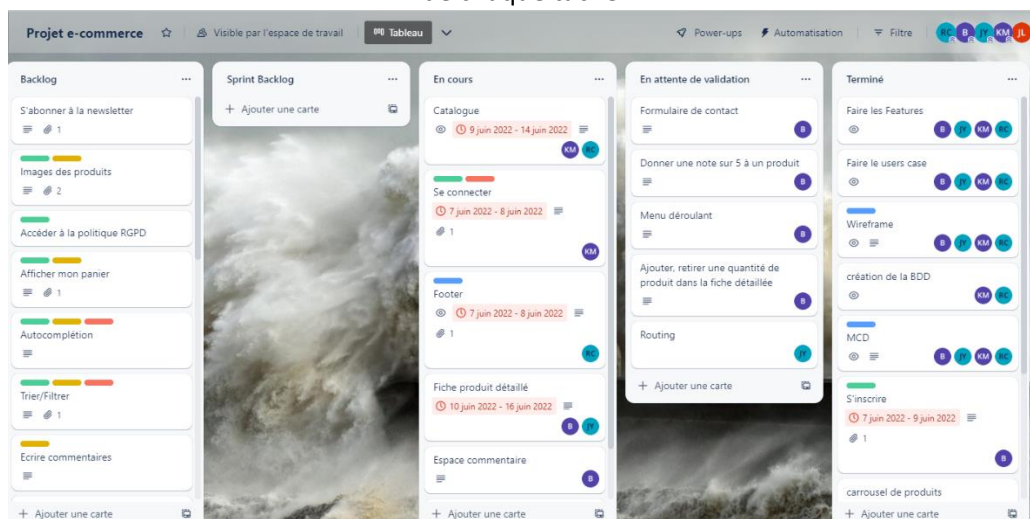 Projet e-commerce
Visible par l'espace de travail
Tableau
Power-ups
Automatisation
Filtre
RC B JY KM JL
Backlog
S'abonner à la newsletter
1
Images des produits
2
Accéder à la politique RGPD
Afficher mon panier
1
Autocomplétion
Trier/Filtrer
1
Ecrire commentaires
+ Ajouter une carte
Sprint Backlog
+ Ajouter une carte
En cours
Catalogue
9 juin 2022 - 14 juin 2022
KM RC
Se connecter
7 juin 2022 - 8 juin 2022
1
KM
Footer
7 juin 2022 - 8 juin 2022
1
RC
Fiche produit détaillé
10 juin 2022 - 16 juin 2022
B JY
Espace commentaire
B
+ Ajouter une carte
En attente de validation
Formulaire de contact
B
Donner une note sur 5 à un produit
B
Menu déroulant
B
Ajouter, retirer une quantité de
produit dans la fiche détaillée
B
Routing
JY
+ Ajouter une carte
Terminé
Faire les Features
B JY KM RC
Faire le users case
B JY KM RC
Wireframe
B JY KM RC
création de la BDD
KM RC
MCD
B JY KM RC
S'inscrire
7 juin 2022 - 9 juin 2022
1
B
carrousel de produits
+ Ajouter une carte